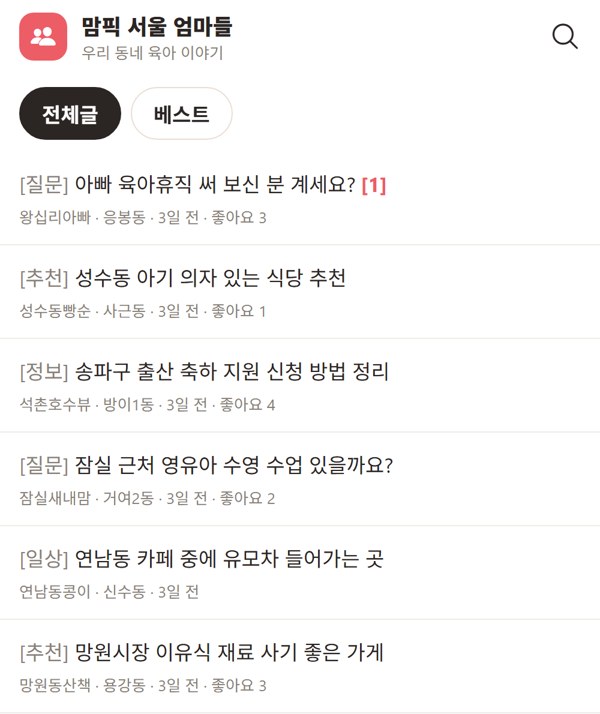 맘픽 서울 엄마들
우리 동네 육아 이야기
전체글
베스트
[질문] 아빠 육아휴직 써 보신 분 계세요? [1]
왕십리아빠 · 응봉동 · 3일 전 · 좋아요 3
[추천] 성수동 아기 의자 있는 식당 추천
성수동빵순 · 사근동 · 3일 전 · 좋아요 1
[정보] 송파구 출산 축하 지원 신청 방법 정리
석촌호수뷰 · 방이1동 · 3일 전 · 좋아요 4
[질문] 잠실 근처 영유아 수영 수업 있을까요?
잠실새내맘 · 거여2동 · 3일 전 · 좋아요 2
[일상] 연남동 카페 중에 유모차 들어가는 곳
연남동콩이 · 신수동 · 3일 전
[추천] 망원시장 이유식 재료 사기 좋은 가게
망원동산책 · 용강동 · 3일 전 · 좋아요 3